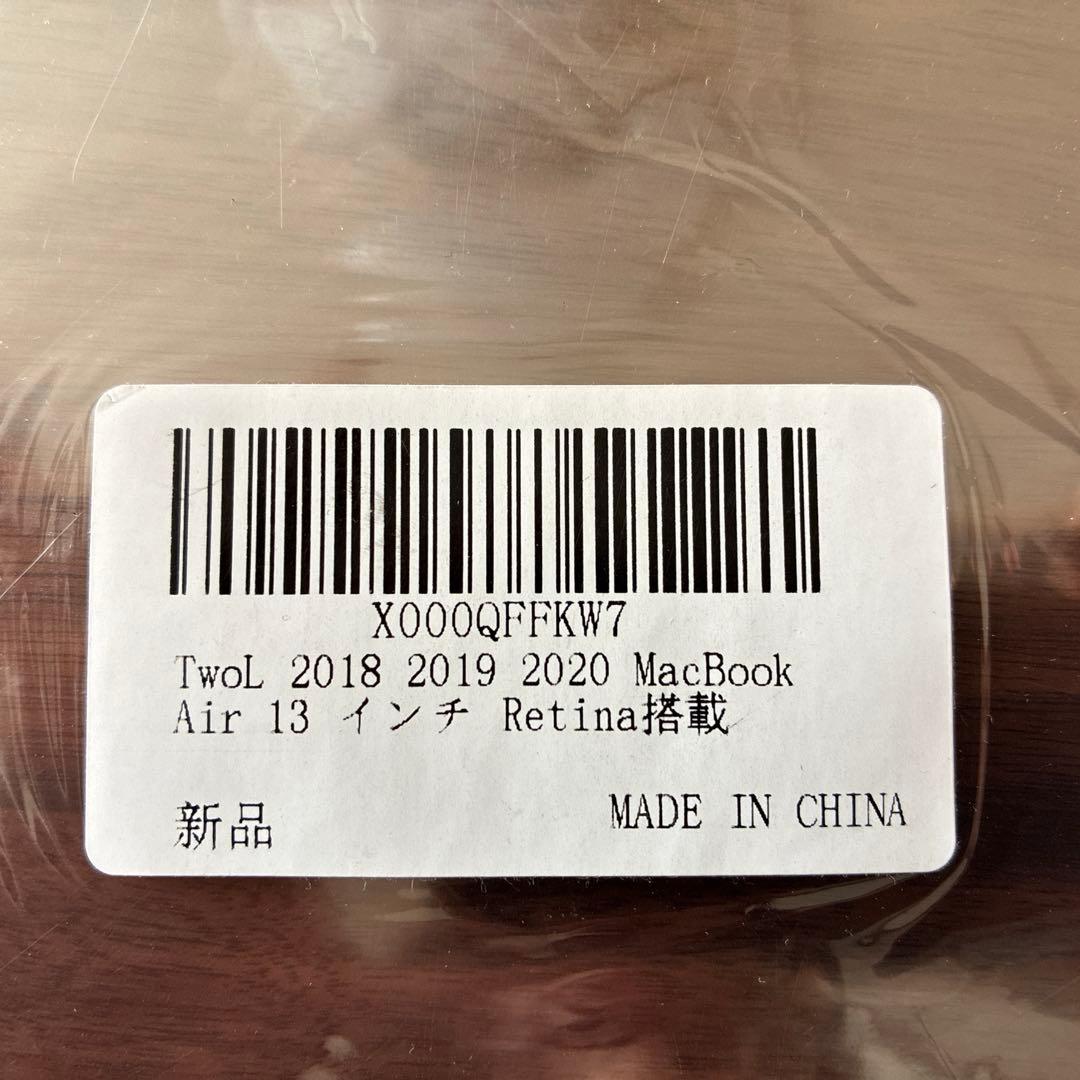 X000QFFKW7
TwoL 2018 2019 2020 MacBook
Air 13 インチ Retina搭載
新品
MADE IN CHINA